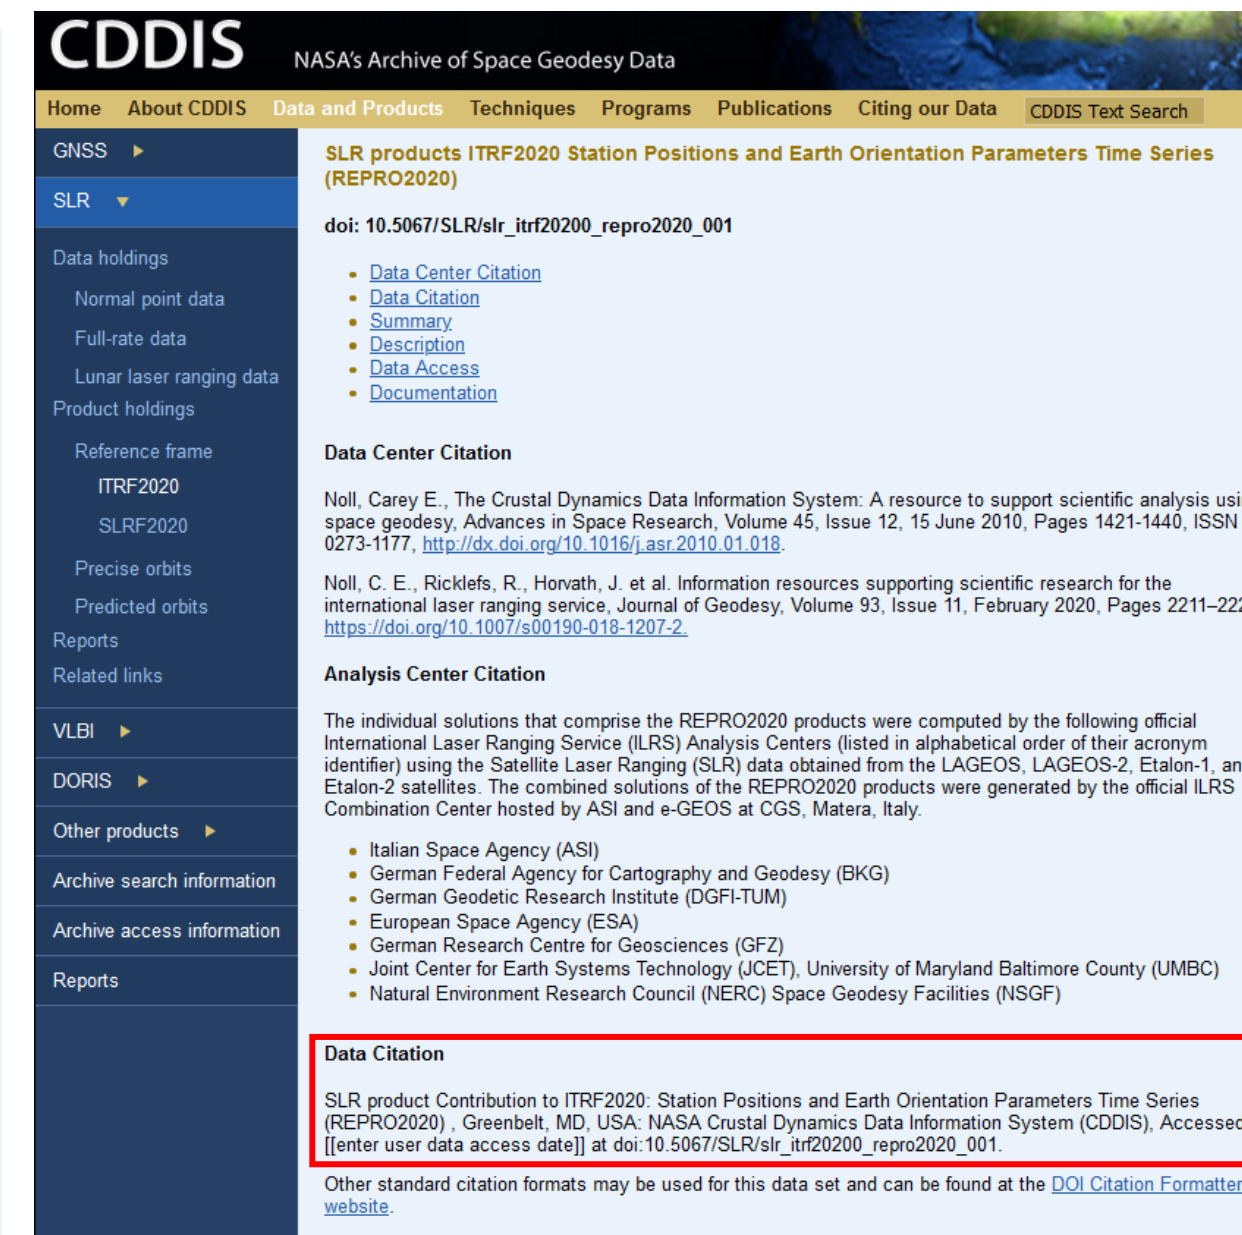 CDDIS
NASA's Archive of Space Geodesy Data
Home About CDDIS Data and Products Techniques Programs Publications Citing our Data CDDIS Text Search
GNSS
SLR
Data holdings
Normal point data
Full-rate data
Lunar laser ranging data
Product holdings
Reference frame
ITRF2020
SLRF2020
Precise orbits
Predicted orbits
Reports
Related links
VLBI
DORIS
Other products
Archive search information
Archive access information
Reports
SLR products ITRF2020 Station Positions and Earth Orientation Parameters Time Series
(REPRO2020)
doi: 10.5067/SLR/slr_itrf20200_repro2020_001
Data Center Citation
Data Citation
Summary
Description
Data Access
Documentation
Data Center Citation
Noll, Carey E., The Crustal Dynamics Data Information System: A resource to support scientific analysis
space geodesy, Advances in Space Research, Volume 45, Issue 12, 15 June 2010, Pages 1421-1440, ISSN
0273-1177, http://dx.doi.org/10.1016/j.asr.2010.01.018.
Noll, C. E., Ricklefs, R., Horvath, J. et al. Information resources supporting scientific research for the
international laser ranging service, Journal of Geodesy, Volume 93, Issue 11, February 2020, Pages 2211–222
https://doi.org/10.1007/s00190-018-1207-2.
Analysis Center Citation
The individual solutions that comprise the REPRO2020 products were computed by the following official
International Laser Ranging Service (ILRS) Analysis Centers (listed in alphabetical order of their acronym
identifier) using the Satellite Laser Ranging (SLR) data obtained from the LAGEOS, LAGEOS-2, Etalon-1, an
Etalon-2 satellites. The combined solutions of the REPRO2020 products were generated by the official ILRS
Combination Center hosted by ASI and e-GEOS at CGS, Matera, Italy.
Italian Space Agency (ASI)
German Federal Agency for Cartography and Geodesy (BKG)
German Geodetic Research Institute (DGFI-TUM)
European Space Agency (ESA)
German Research Centre for Geosciences (GFZ)
Joint Center for Earth Systems Technology (JCET), University of Maryland Baltimore County (UMBC)
Natural Environment Research Council (NERC) Space Geodesy Facilities (NSGF)
Data Citation
SLR product Contribution to ITRF2020: Station Positions and Earth Orientation Parameters Time Series
(REPRO2020) , Greenbelt, MD, USA: NASA Crustal Dynamics Data Information System (CDDIS), Accessed
[[enter user data access date]] at doi:10.5067/SLR/slr_itrf20200_repro2020_001.
Other standard citation formats may be used for this data set and can be found at the DOI Citation Formatter
website.